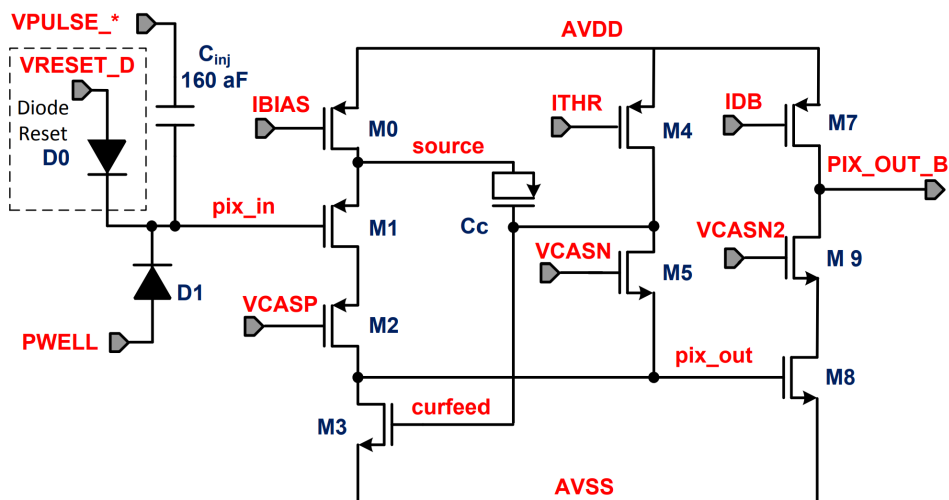 VPULSE_*
VRESET_D
Diode
Reset
D0
Cinj
160 aF
AVDD
IBIAS
M0
ITHR
M4
IDB
M7
source
PIX_OUT_B
pix_in
M1
Cc
VCASN
M5
VCASN2
M 9
D1
VCASP
M2
PWELL
pix_out
M8
M3
curfeed
AVSS